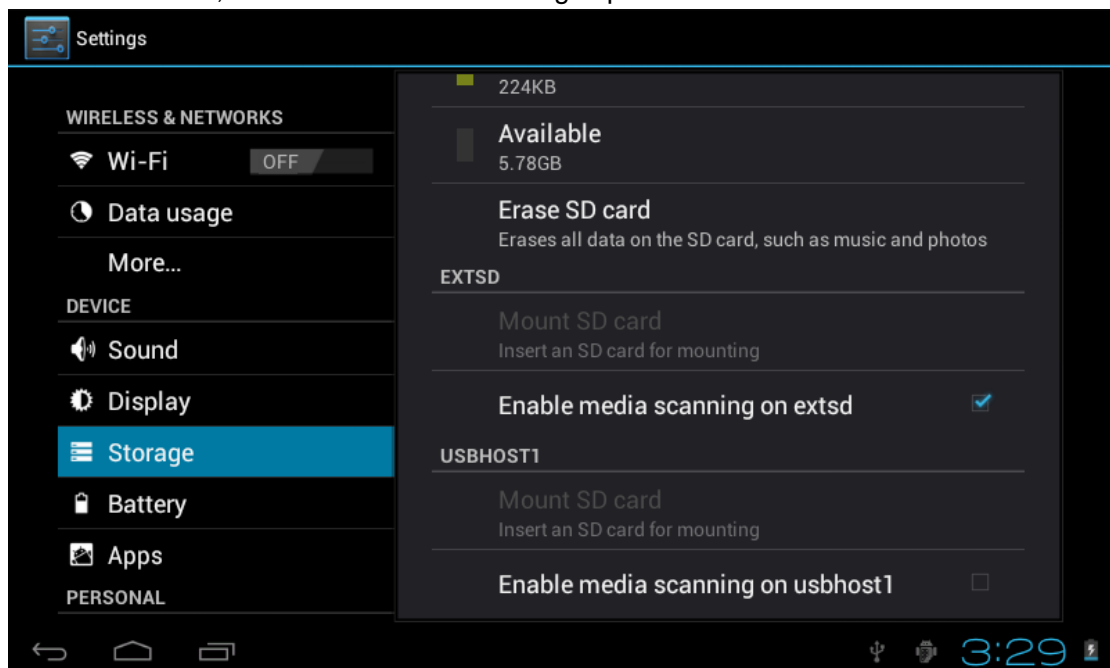 Settings
WIRELESS & NETWORKS
Wi-Fi OFF
Data usage
More...
DEVICE
Sound
Display
Storage
Battery
Apps
PERSONAL
224KB
Available
5.78GB
Erase SD card
Erases all data on the SD card, such as music and photos
EXTSD
Mount SD card
Insert an SD card for mounting
Enable media scanning on extsd
USBHOST1
Mount SD card
Insert an SD card for mounting
Enable media scanning on usbhost1
3:29